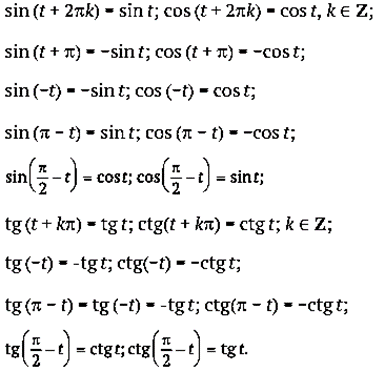 sin (t + 2πk) = sin t; cos (t + 2πk) = cos t, k ∈ Z;
sin (t + π) = -sin t; cos (t + π) = -cos t;
sin (-t) = -sin t; cos (-t) = cos t;
sin (π - t) = sin t; cos (π - t) = -cos t;
sin(π/2 - t) = cost; cos(π/2 - t) = sint;
tg (t + kπ) = tg t; ctg(t + kπ) = ctg t; k ∈ Z;
tg(-t) = -tg t; ctg(-t) = -ctg t;
tg(π - t) = tg (-t) = -tg t; ctg(π - t) = -ctg t;
tg(π/2 - t) = ctg t; ctg(π/2 - t) = tg t.